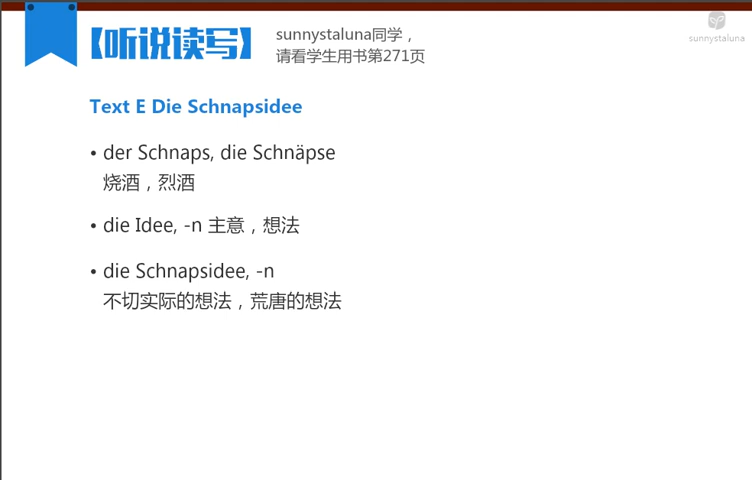 【听说读写】
sunnystaluna同学，
请看学生用书第271页
sunnystaluna
Text E Die Schnapsidee
• der Schnaps, die Schnäpse
烧酒，烈酒
• die Idee, -n 主意，想法
• die Schnapsidee, -n
不切实际的想法，荒唐的想法